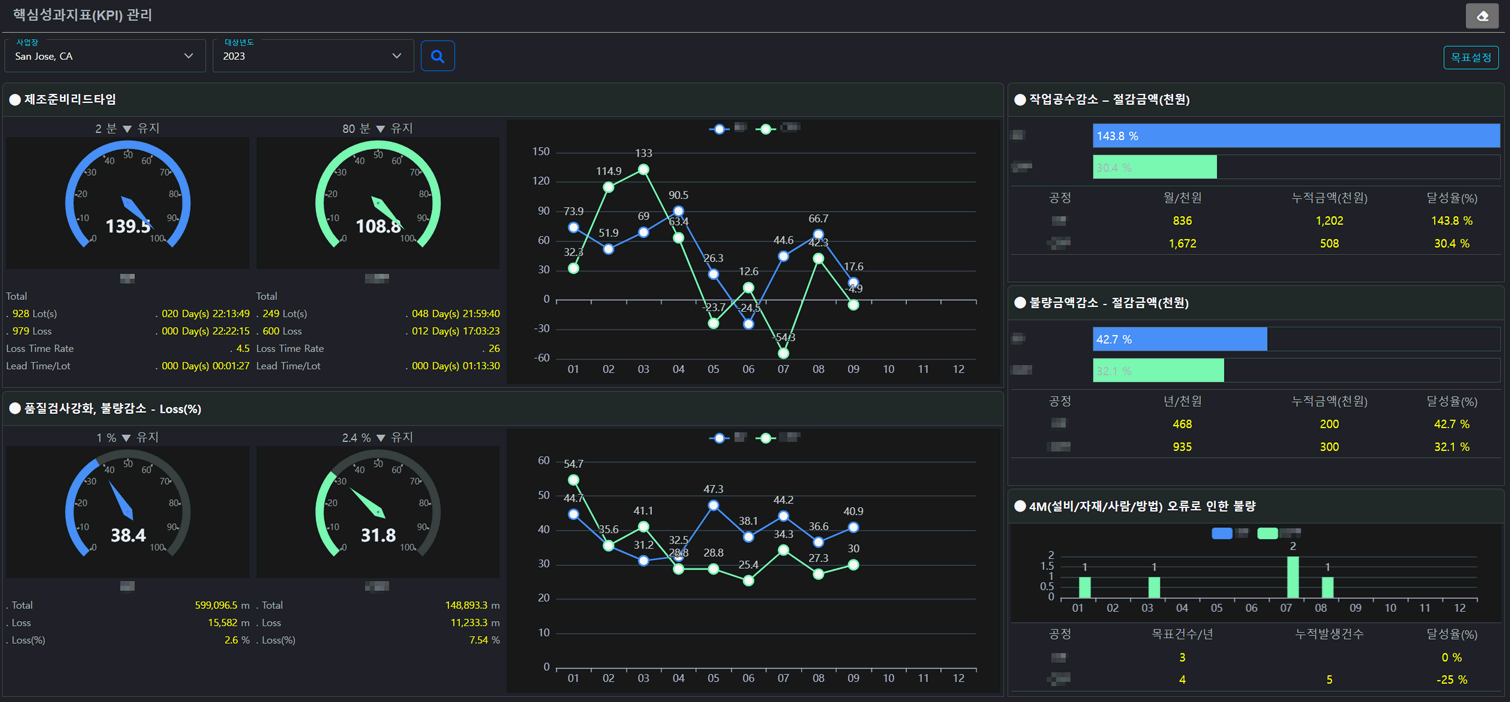 핵심성과지표(KPI) 관리
사업장
San Jose, CA
대상년도
2023
목표설정
제조준비리드타임
2 분 ▼ 유지
0 10 20 30 40 50 60 70 80 90 100
139.5
80 분 ▼ 유지
0 10 20 30 40 50 60 70 80 90 100
108.8
Total
. 928 Lot(s) . 020 Day(s) 22:13:49
. 979 Loss . 000 Day(s) 22:22:15
Loss Time Rate . 4.5
Lead Time/Lot . 000 Day(s) 00:01:27
Total
. 249 Lot(s) . 048 Day(s) 21:59:40
. 600 Loss . 012 Day(s) 17:03:23
Loss Time Rate . 26
Lead Time/Lot . 000 Day(s) 01:13:30
150
120
90
60
30
0
-30
-60
73.9 51.9 69 90.5 26.3 -24.5 44.6 66.7 17.6
32.3 114.9 133 63.4 -23.7 12.6 -54.3 42.3 -4.9
01 02 03 04 05 06 07 08 09 10 11 12
품질검사강화, 불량감소 - Loss(%)
1 % ▼ 유지
0 10 20 30 40 50 60 70 80 90 100
38.4
2.4 % ▼ 유지
0 10 20 30 40 50 60 70 80 90 100
31.8
. Total 599,096.5 m
. Loss 15,582 m
. Loss(%) 2.6 %
. Total 148,893.3 m
. Loss 11,233.3 m
. Loss(%) 7.54 %
60
50
40
30
20
10
0
44.7 35.6 31.2 32.5 47.3 38.1 44.2 36.6 40.9
54.7 41.1 28.8 28.8 25.4 34.3 27.3 30
01 02 03 04 05 06 07 08 09 10 11 12
작업공수감소 – 절감금액(천원)
143.8 %
30.4 %
공정 월/천원 누적금액(천원) 달성율(%)
836 1,202 143.8 %
1,672 508 30.4 %
불량금액감소 - 절감금액(천원)
42.7 %
32.1 %
공정 년/천원 누적금액(천원) 달성율(%)
468 200 42.7 %
935 300 32.1 %
4M(설비/자재/사람/방법) 오류로 인한 불량
2
1.5
1
0.5
0
1 1 2 1
01 02 03 04 05 06 07 08 09 10 11 12
공정 목표건수/년 누적발생건수 달성율(%)
3 0 %
4 5 -25 %